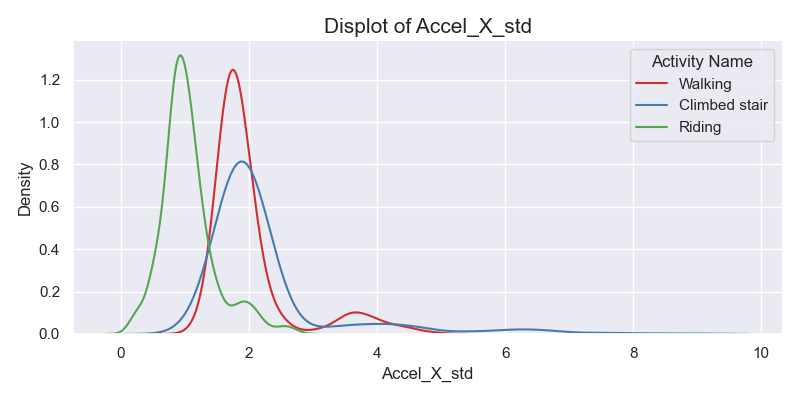 Displot of Accel_X_std
Activity Name
Walking
Climbed stair
Riding
Density
1.2
1.0
0.8
0.6
0.4
0.2
0.0
0 2 4 6 8 10
Accel_X_std